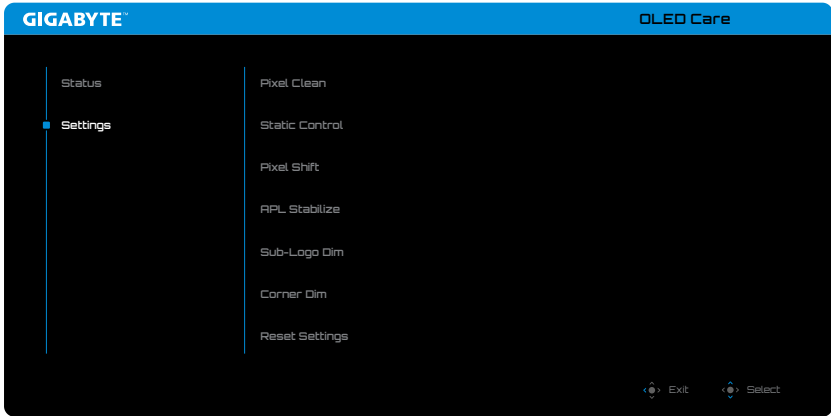 GIGABYTE™
OLED Care
Status
Settings
Pixel Clean
Static Control
Pixel Shift
APL Stabilize
Sub-Logo Dim
Corner Dim
Reset Settings
Exit
Select